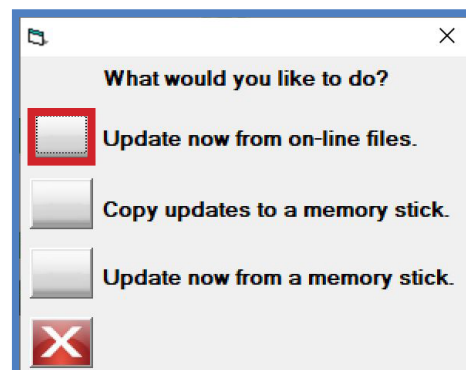 What would you like to do?
Update now from on-line files.
Copy updates to a memory stick.
Update now from a memory stick.